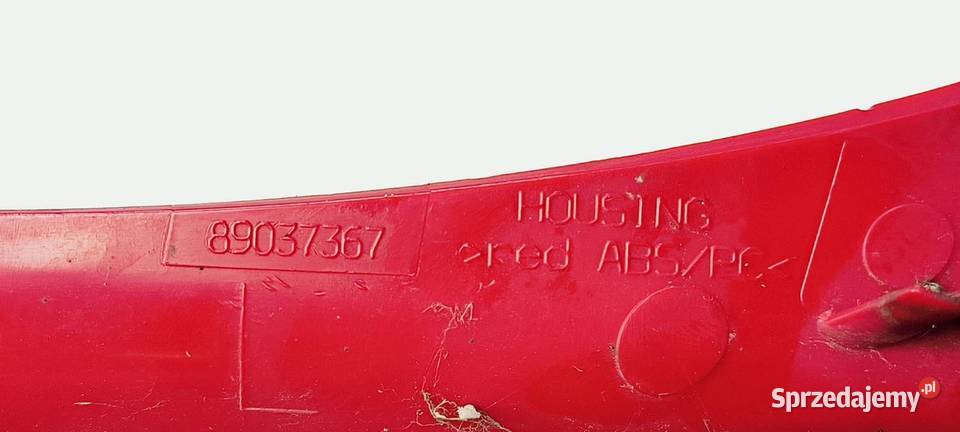 89037367
HOUSING
>red ABS/PC<
Sprzedajemy.pl